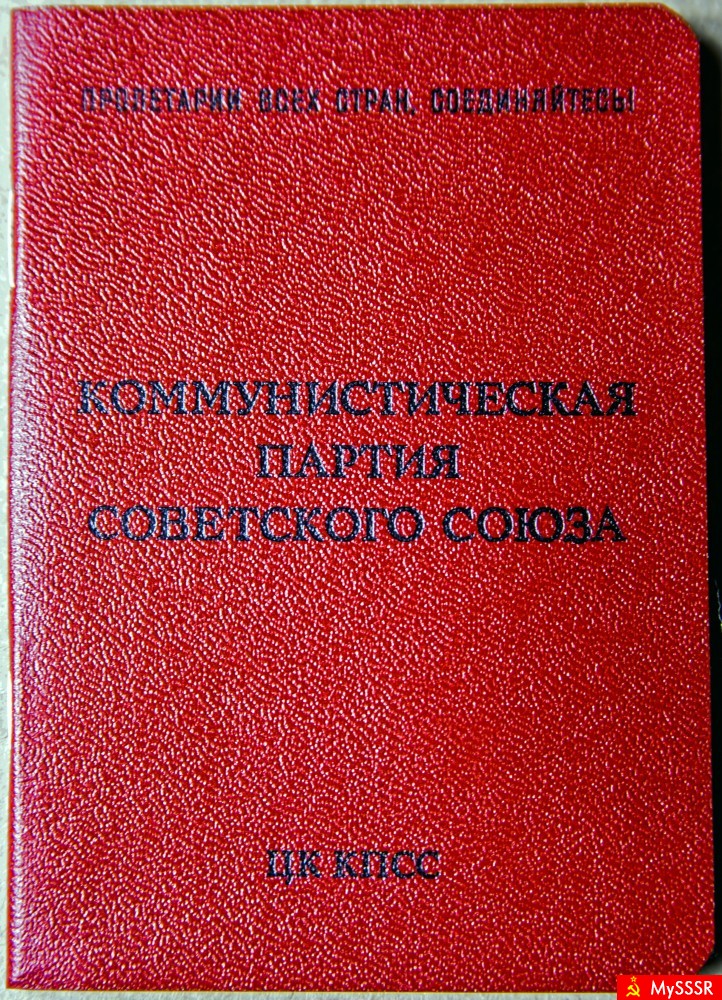 ПРОЛЕТАРИИ ВСЕХ СТРАН, СОЕДИНЯЙТЕСЬ!
КОММУНИСТИЧЕСКАЯ
ПАРТИЯ
СОВЕТСКОГО СОЮЗА
ЦК КПСС
MySSSR